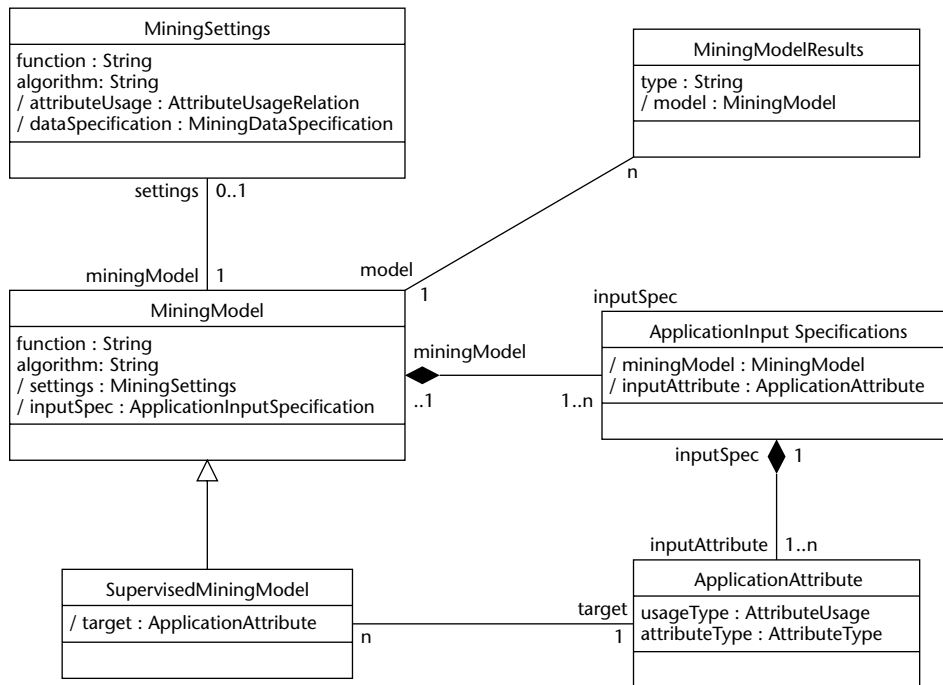 MiningSettings
function : String
algorithm: String
/ attributeUsage : AttributeUsageRelation
/ dataSpecification : MiningDataSpecification
settings
0..1
MiningModelResults
type : String
/ model : MiningModel
n
miningModel
1
model
1
MiningModel
function : String
algorithm: String
/ settings : MiningSettings
/ inputSpec : ApplicationInputSpecification
miningModel
..1
1..n
inputSpec
ApplicationInput Specifications
/ miningModel : MiningModel
/ inputAttribute : ApplicationAttribute
inputSpec
1
inputAttribute
1..n
SupervisedMiningModel
/ target : ApplicationAttribute
n
target
1
ApplicationAttribute
usageType : AttributeUsage
attributeType : AttributeType